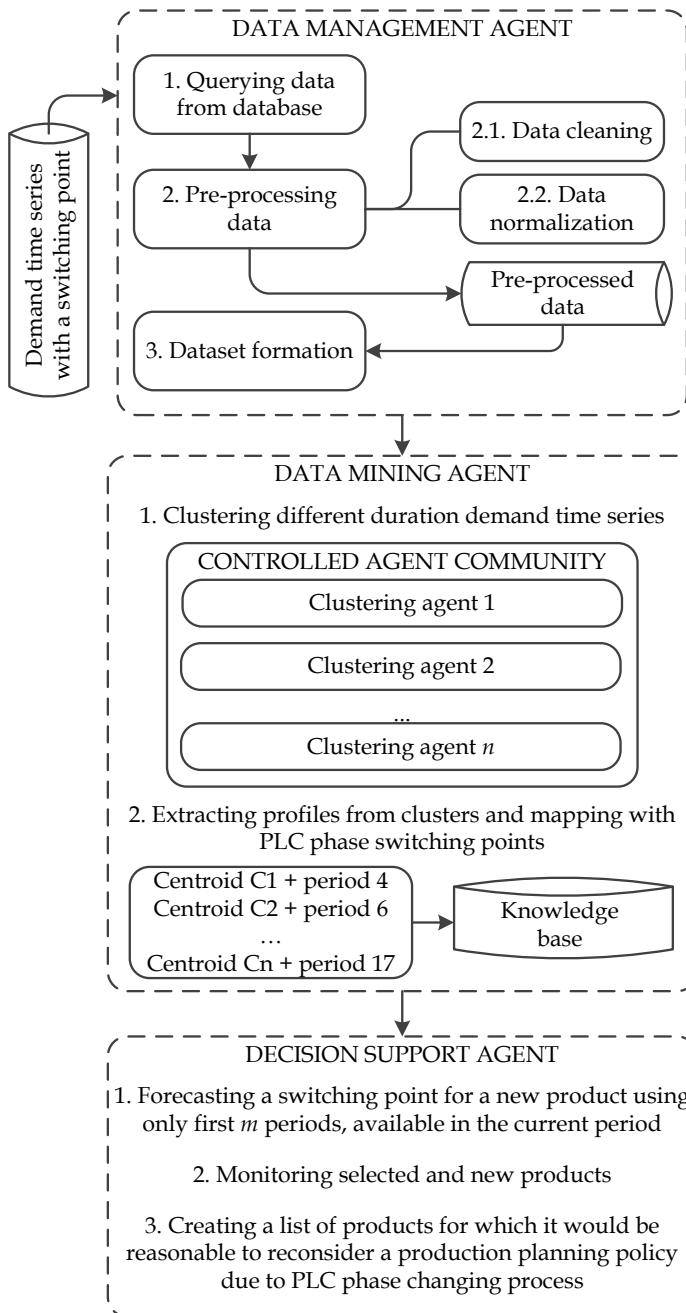 DATA MANAGEMENT AGENT
1. Querying data
from database
2.1. Data cleaning
2. Pre-processing
data
2.2. Data
normalization
Pre-processed
data
3. Dataset formation
Demand time series
with a switching point
DATA MINING AGENT
1. Clustering different duration demand time series
CONTROLLED AGENT COMMUNITY
Clustering agent 1
Clustering agent 2
...
Clustering agent n
2. Extracting profiles from clusters and mapping with
PLC phase switching points
Centroid C1 + period 4
Centroid C2 + period 6
…
Centroid Cn + period 17
Knowledge
base
DECISION SUPPORT AGENT
1. Forecasting a switching point for a new product using
only first m periods, available in the current period
2. Monitoring selected and new products
3. Creating a list of products for which it would be
reasonable to reconsider a production planning policy
due to PLC phase changing process